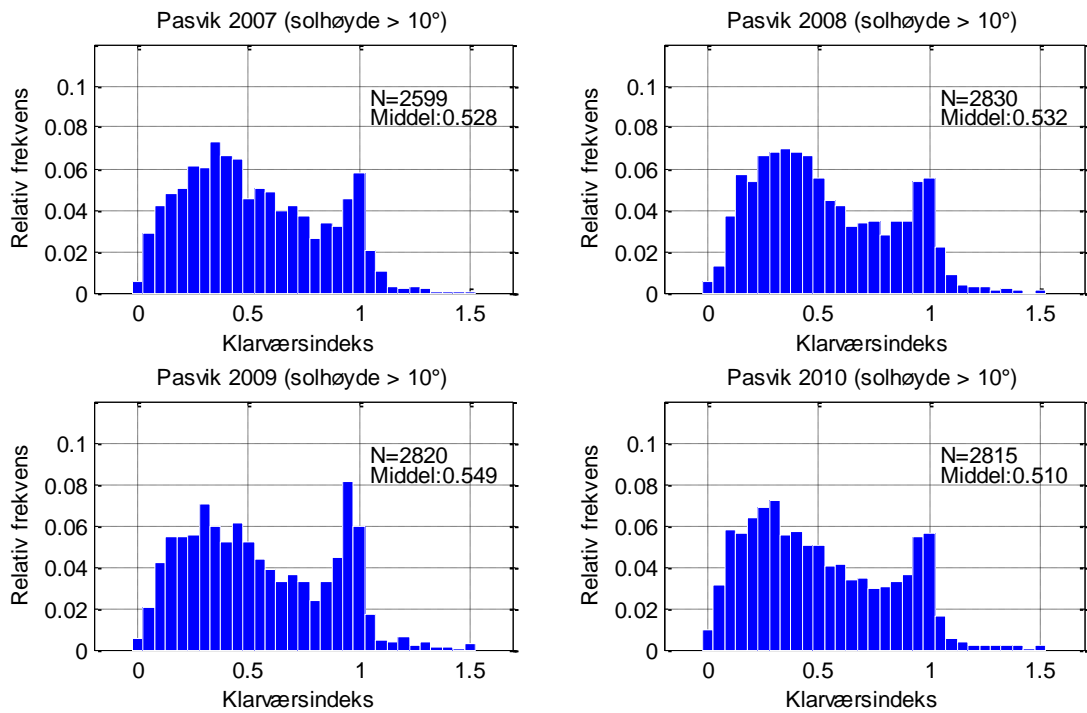 Pasvik 2007 (solhøyde > 10°)
0.1
0.08
0.06
0.04
0.02
0
Relativ frekvens
N=2599
Middel:0.528
0 0.5 1 1.5
Klarværsindeks
Pasvik 2008 (solhøyde > 10°)
0.1
0.08
0.06
0.04
0.02
0
Relativ frekvens
N=2830
Middel:0.532
0 0.5 1 1.5
Klarværsindeks
Pasvik 2009 (solhøyde > 10°)
0.1
0.08
0.06
0.04
0.02
0
Relativ frekvens
N=2820
Middel:0.549
0 0.5 1 1.5
Klarværsindeks
Pasvik 2010 (solhøyde > 10°)
0.1
0.08
0.06
0.04
0.02
0
Relativ frekvens
N=2815
Middel:0.510
0 0.5 1 1.5
Klarværsindeks